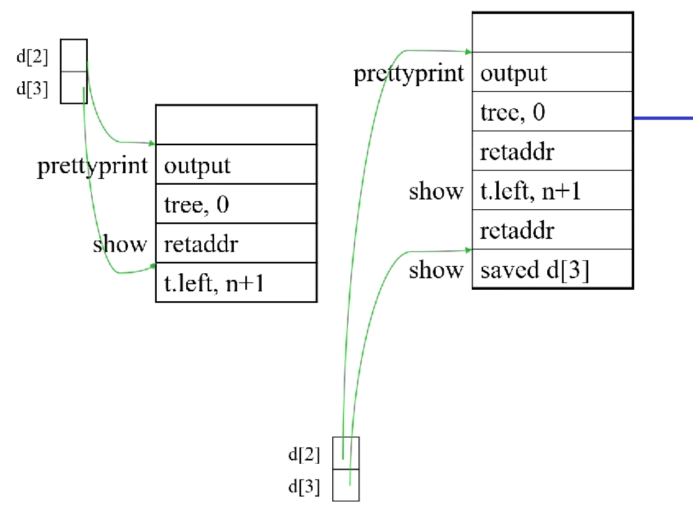 d[2]
d[3]
prettyprint output
tree, 0
show retaddr
t.left, n+1
prettyprint output
tree, 0
retaddr
show t.left, n+1
retaddr
show saved d[3]
d[2]
d[3]